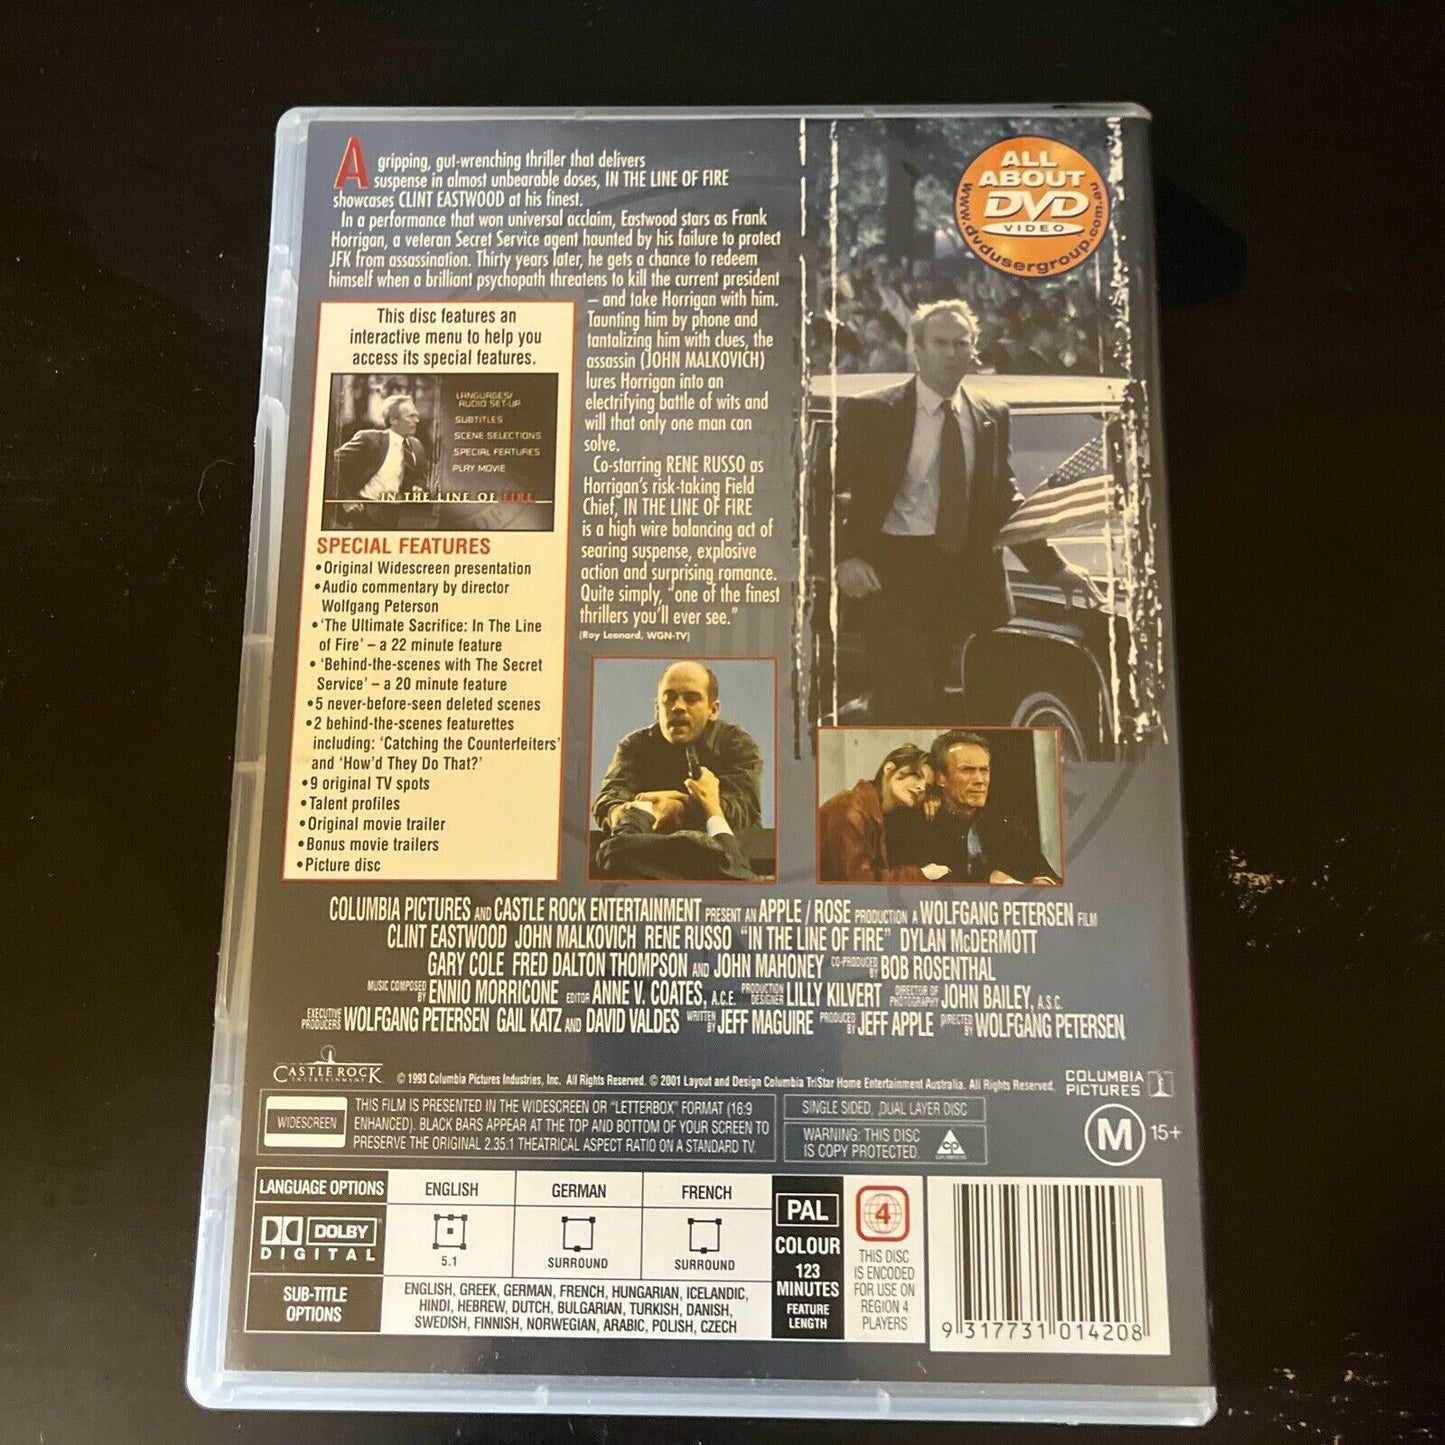 A gripping, gut-wrenching thriller that delivers
suspense in almost unbearable doses, IN THE LINE OF FIRE
showcases CLINT EASTWOOD at his finest.
In a performance that won universal acclaim, Eastwood stars as Frank
Horrigan, a veteran Secret Service agent haunted by his failure to protect
JFK from assassination. Thirty years later, he gets a chance to redeem
himself when a brilliant psychopath threatens to kill the current president
– and take Horrigan with him.
Taunting him by phone and
tantalizing him with clues, the
assassin (JOHN MALKOVICH)
lures Horrigan into an
electrifying battle of wits and
will that only one man can
solve.
Co-starring RENE RUSSO as
Horrigan's risk-taking Field
Chief, IN THE LINE OF FIRE
is a high wire balancing act of
searing suspense, explosive
action and surprising romance.
Quite simply, "one of the finest
thrillers you'll ever see."
(Roy Leonard, WGN-TV)
ALL
ABOUT
DVD
VIDEO
www.dvdusergroup.com.au
This disc features an
interactive menu to help you
access its special features.
LANGUAGES/
AUDIO SET-UP
SUBTITLES
SCENE SELECTIONS
SPECIAL FEATURES
PLAY MOVIE
IN THE LINE OF FIRE
SPECIAL FEATURES
•Original Widescreen presentation
•Audio commentary by director
Wolfgang Peterson
•'The Ultimate Sacrifice: In The Line
of Fire' – a 22 minute feature
•'Behind-the-scenes with The Secret
Service' – a 20 minute feature
•5 never-before-seen deleted scenes
•2 behind-the-scenes featurettes
including: 'Catching the Counterfeiters'
and 'How'd They Do That?'
•9 original TV spots
•Talent profiles
•Original movie trailer
•Bonus movie trailers
•Picture disc
COLUMBIA PICTURES AND CASTLE ROCK ENTERTAINMENT PRESENT AN APPLE / ROSE PRODUCTION A WOLFGANG PETERSEN FILM
CLINT EASTWOOD JOHN MALKOVICH RENE RUSSO "IN THE LINE OF FIRE" DYLAN McDERMOTT
GARY COLE FRED DALTON THOMPSON AND JOHN MAHONEY CO-PRODUCED BY BOB ROSENTHAL
MUSIC COMPOSED BY ENNIO MORRICONE EDITOR ANNE V. COATES, A.C.E. PRODUCTION DESIGNER LILLY KILVERT DIRECTOR OF PHOTOGRAPHY JOHN BAILEY, A.S.C.
EXECUTIVE PRODUCERS WOLFGANG PETERSEN GAIL KATZ AND DAVID VALDES WRITTEN BY JEFF MAGUIRE PRODUCED BY JEFF APPLE DIRECTED BY WOLFGANG PETERSEN
CASTLE ROCK
ENTERTAINMENT
© 1993 Columbia Pictures Industries, Inc. All Rights Reserved. © 2001 Layout and Design Columbia TriStar Home Entertainment Australia. All Rights Reserved.
COLUMBIA
PICTURES
WIDESCREEN
THIS FILM IS PRESENTED IN THE WIDESCREEN OR "LETTERBOX" FORMAT (16:9
ENHANCED). BLACK BARS APPEAR AT THE TOP AND BOTTOM OF YOUR SCREEN TO
PRESERVE THE ORIGINAL 2.35:1 THEATRICAL ASPECT RATIO ON A STANDARD TV.
SINGLE SIDED, DUAL LAYER DISC
WARNING: THIS DISC
IS COPY PROTECTED.
M 15+
LANGUAGE OPTIONS
ENGLISH
GERMAN
FRENCH
DOLBY
DIGITAL
5.1
SURROUND
SURROUND
SUB-TITLE
OPTIONS
ENGLISH, GREEK, GERMAN, FRENCH, HUNGARIAN, ICELANDIC,
HINDI, HEBREW, DUTCH, BULGARIAN, TURKISH, DANISH,
SWEDISH, FINNISH, NORWEGIAN, ARABIC, POLISH, CZECH
PAL
COLOUR
123
MINUTES
FEATURE
LENGTH
4
THIS DISC
IS ENCODED
FOR USE ON
REGION 4
PLAYERS
9 317731 014208